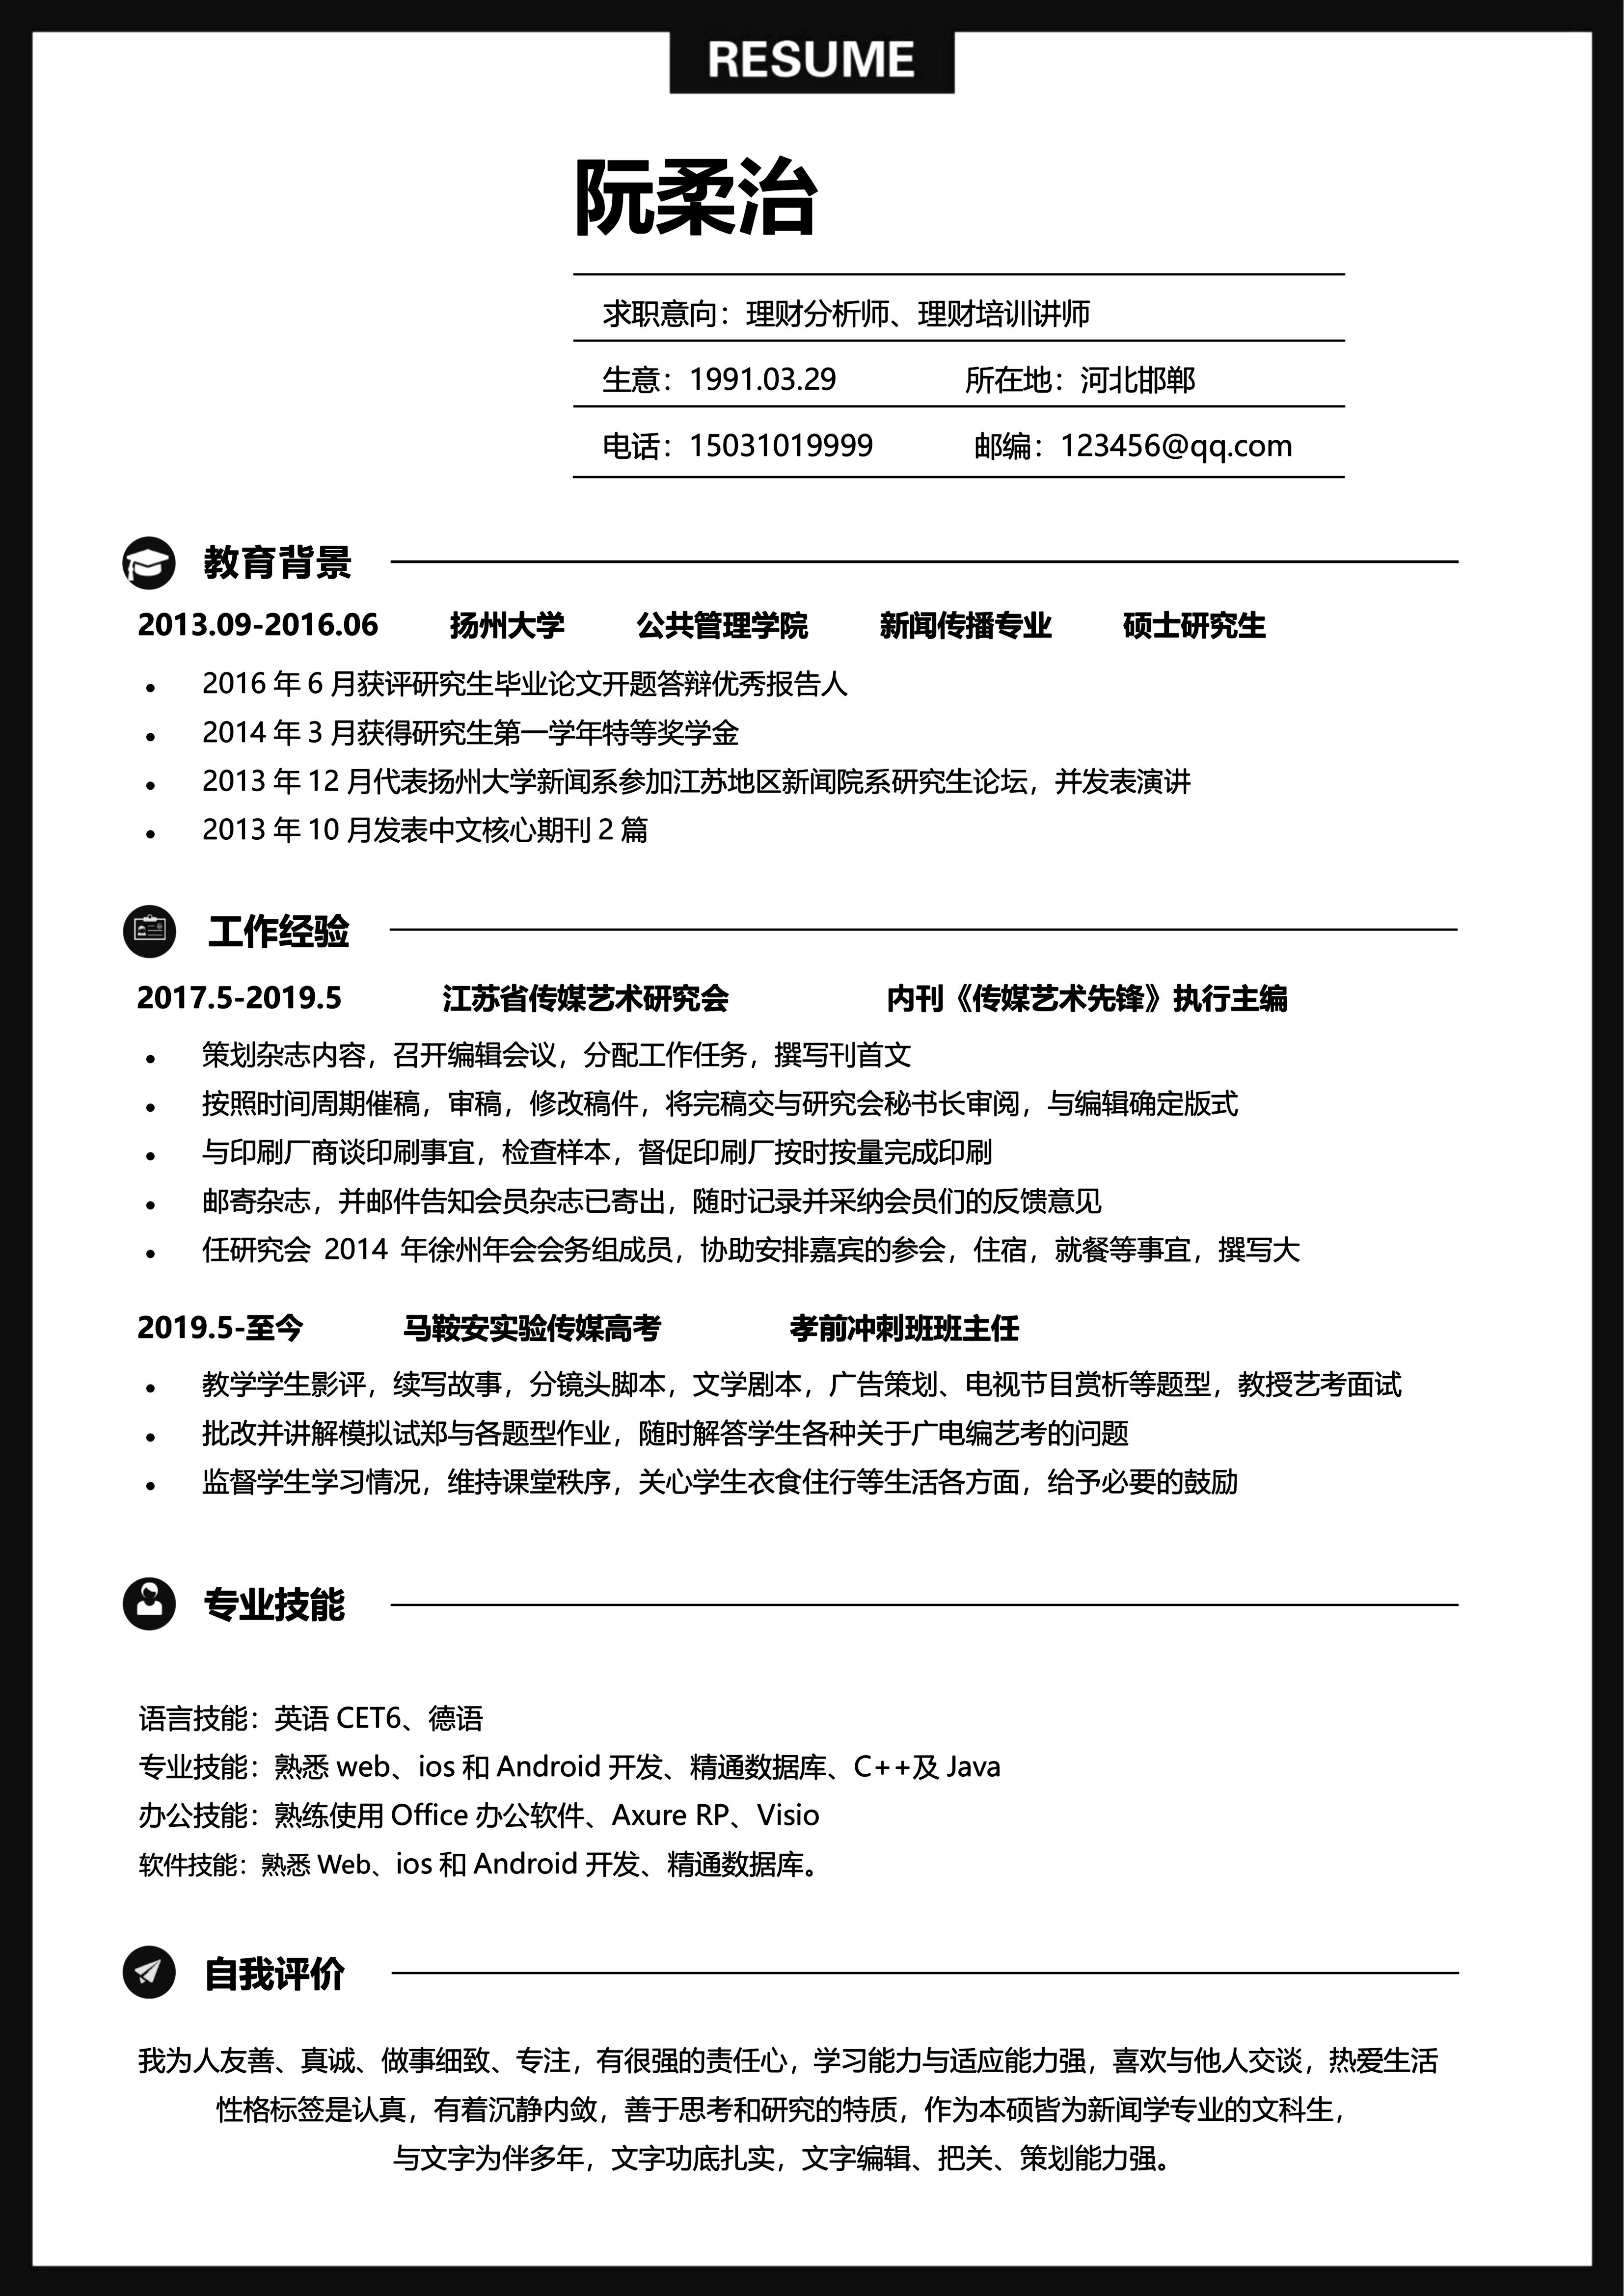 RESUME
阮柔治
求职意向：理财分析师、理财培训讲师
生意：1991.03.29 所在地：河北邯郸
电话：15031019999 邮编：123456@qq.com
教育背景
2013.09-2016.06 扬州大学 公共管理学院 新闻传播专业 硕士研究生
• 2016 年 6 月获评研究生毕业论文开题答辩优秀报告人
• 2014 年 3 月获得研究生第一学年特等奖学金
• 2013 年 12 月代表扬州大学新闻系参加江苏地区新闻院系研究生论坛，并发表演讲
• 2013 年 10 月发表中文核心期刊 2 篇
工作经验
2017.5-2019.5 江苏省传媒艺术研究会 内刊《传媒艺术先锋》执行主编
• 策划杂志内容，召开编辑会议，分配工作任务，撰写刊首文
• 按照时间周期催稿，审稿，修改稿件，将完稿交与研究会秘书长审阅，与编辑确定版式
• 与印刷厂商谈印刷事宜，检查样本，督促印刷厂按时按量完成印刷
• 邮寄杂志，并邮件告知会员杂志已寄出，随时记录并采纳会员们的反馈意见
• 任研究会 2014 年徐州年会会务组成员，协助安排嘉宾的参会，住宿，就餐等事宜，撰写大
2019.5-至今 马鞍安实验传媒高考 孝前冲刺班班主任
• 教学学生影评，续写故事，分镜头脚本，文学剧本，广告策划、电视节目赏析等题型，教授艺考面试
• 批改并讲解模拟试郑与各题型作业，随时解答学生各种关于广电编艺考的问题
• 监督学生学习情况，维持课堂秩序，关心学生衣食住行等生活各方面，给予必要的鼓励
专业技能
语言技能：英语 CET6、德语
专业技能：熟悉 web、ios 和 Android 开发、精通数据库、C++及 Java
办公技能：熟练使用 Office 办公软件、Axure RP、Visio
软件技能：熟悉 Web、ios 和 Android 开发、精通数据库。
自我评价
我为人友善、真诚、做事细致、专注，有很强的责任心，学习能力与适应能力强，喜欢与他人交谈，热爱生活
性格标签是认真，有着沉静内敛，善于思考和研究的特质，作为本硕皆为新闻学专业的文科生，
与文字为伴多年，文字功底扎实，文字编辑、把关、策划能力强。